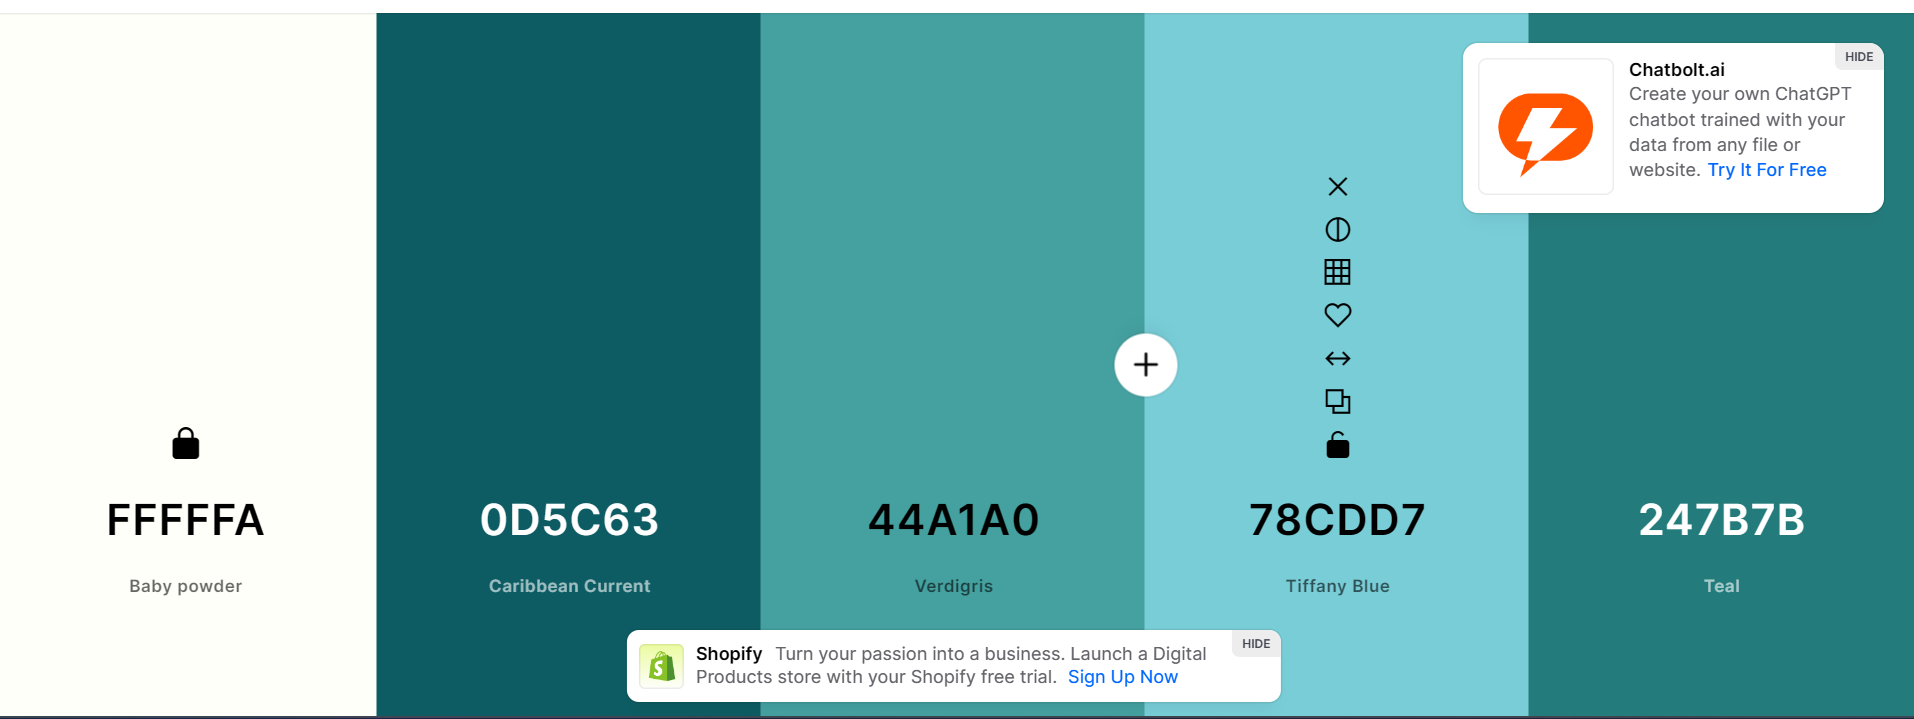 HIDE
Chatbolt.ai
Create your own ChatGPT
chatbot trained with your
data from any file or
website. Try It For Free
FFFFFA
0D5C63
44A1A0
78CDD7
247B7B
Baby powder
Caribbean Current
Verdigris
Tiffany Blue
Teal
HIDE
Shopify Turn your passion into a business. Launch a Digital
Products store with your Shopify free trial. Sign Up Now